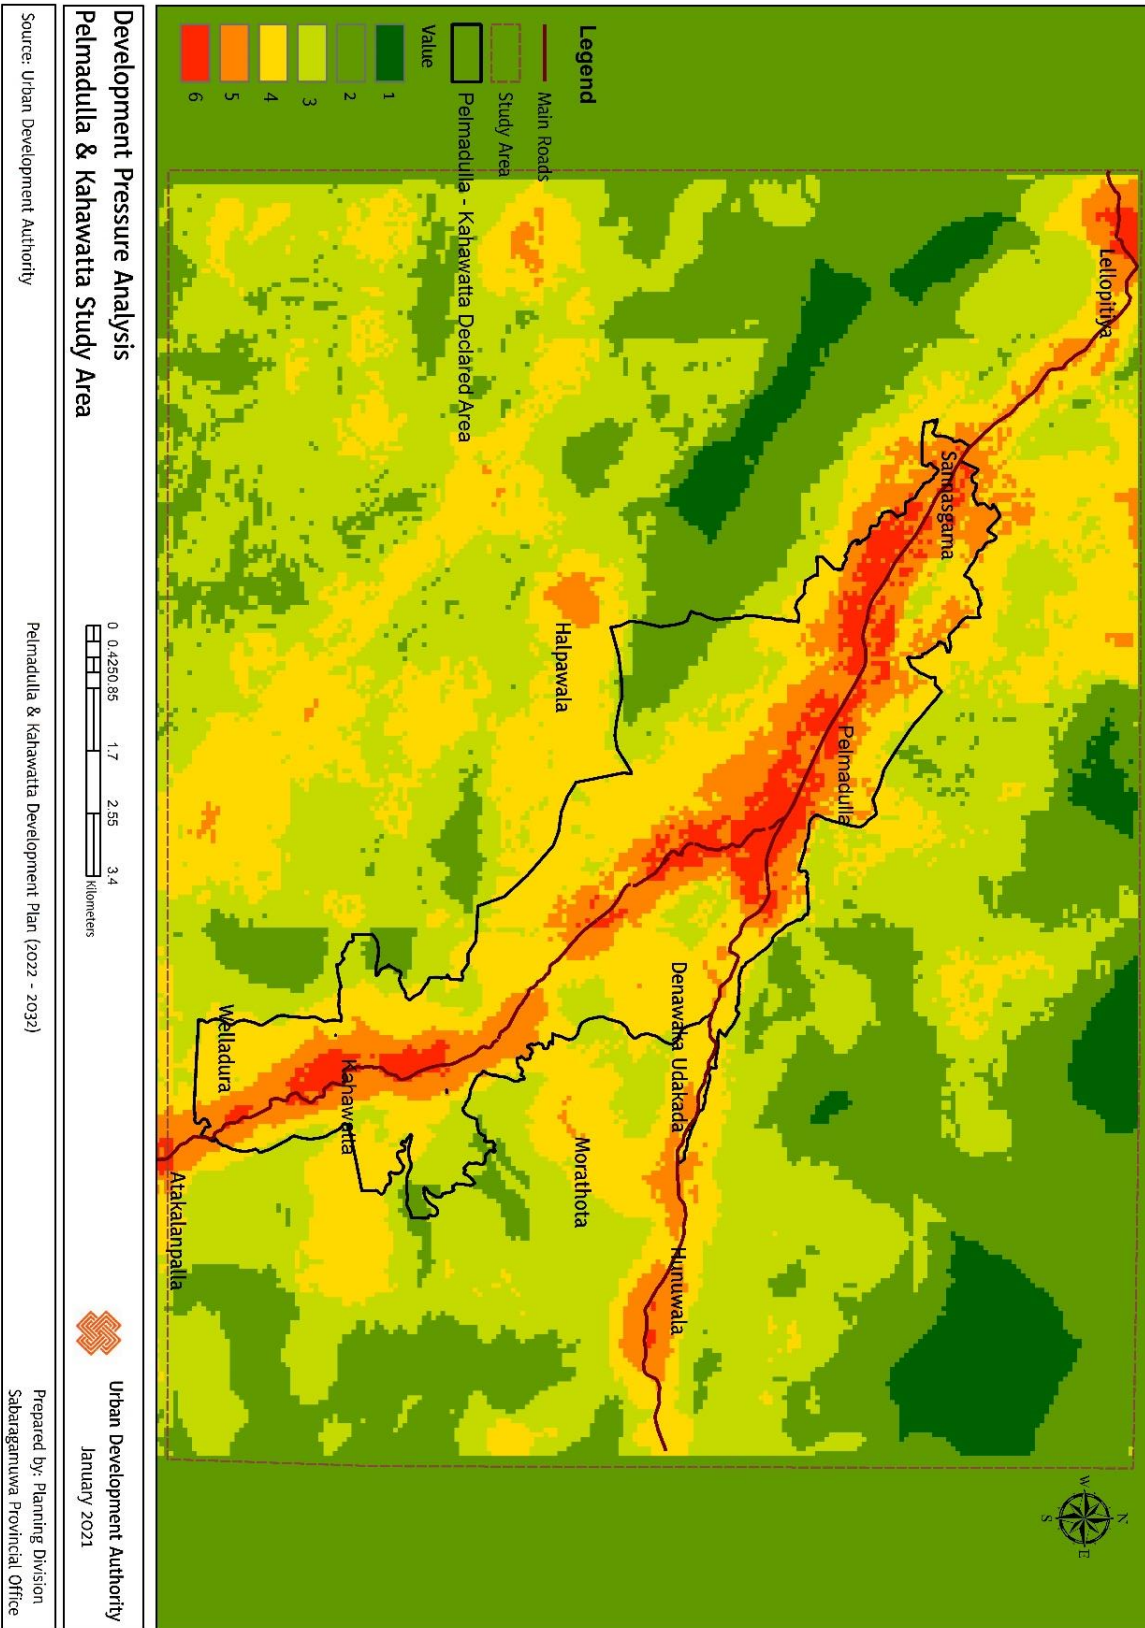 Lellopitiya
Sannasgama
Pelmadulla
Denawaka Udakada
Hunuwala
Halpawala
Morathota
Kahawatta
Welladura
Atakalanpalla
N
W
E
S
Legend
Main Roads
Study Area
Pelmadulla - Kahawatta Declared Area
Value
1
2
3
4
5
6
Development Pressure Analysis
Pelmadulla & Kahawatta Study Area
0 0.4250.85 1.7 2.55 3.4
Kilometers
Urban Development Authority
January 2021
Source: Urban Development Authority
Pelmadulla & Kahawatta Development Plan (2022 - 2032)
Prepared by: Planning Division
Sabaragamuwa Provincial Office